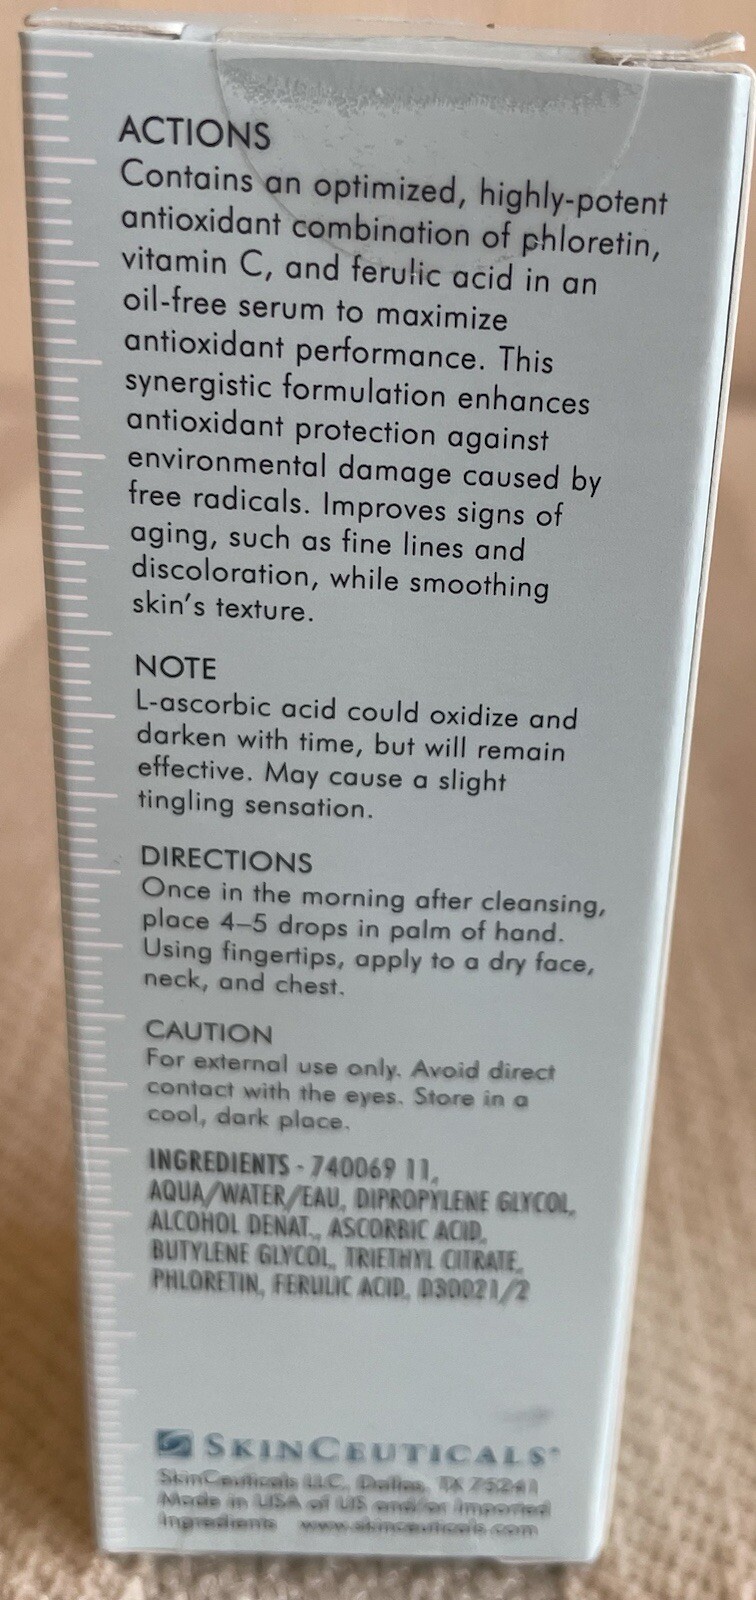 ACTIONS
Contains an optimized, highly-potent
antioxidant combination of phloretin,
vitamin C, and ferulic acid in an
oil-free serum to maximize
antioxidant performance. This
synergistic formulation enhances
antioxidant protection against
environmental damage caused by
free radicals. Improves signs of
aging, such as fine lines and
discoloration, while smoothing
skin's texture.
NOTE
L-ascorbic acid could oxidize and
darken with time, but will remain
effective. May cause a slight
tingling sensation.
DIRECTIONS
Once in the morning after cleansing,
place 4–5 drops in palm of hand.
Using fingertips, apply to a dry face,
neck, and chest.
CAUTION
For external use only. Avoid direct
contact with the eyes. Store in a
cool, dark place.
INGREDIENTS - 740069 11,
AQUA/WATER/EAU, DIPROPYLENE GLYCOL,
ALCOHOL DENAT., ASCORBIC ACID,
BUTYLENE GLYCOL, TRIETHYL CITRATE,
PHLORETIN, FERULIC ACID, D30021/2
SKINCEUTICALS
SkinCeuticals LLC, Dallas, TX 75241
Made in USA of US and/or Imported
Ingredients www.skinceuticals.com